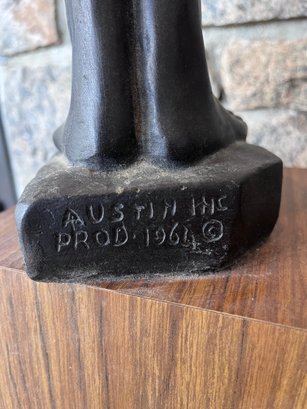 AUSTIN INC
PROD. 1964 ©